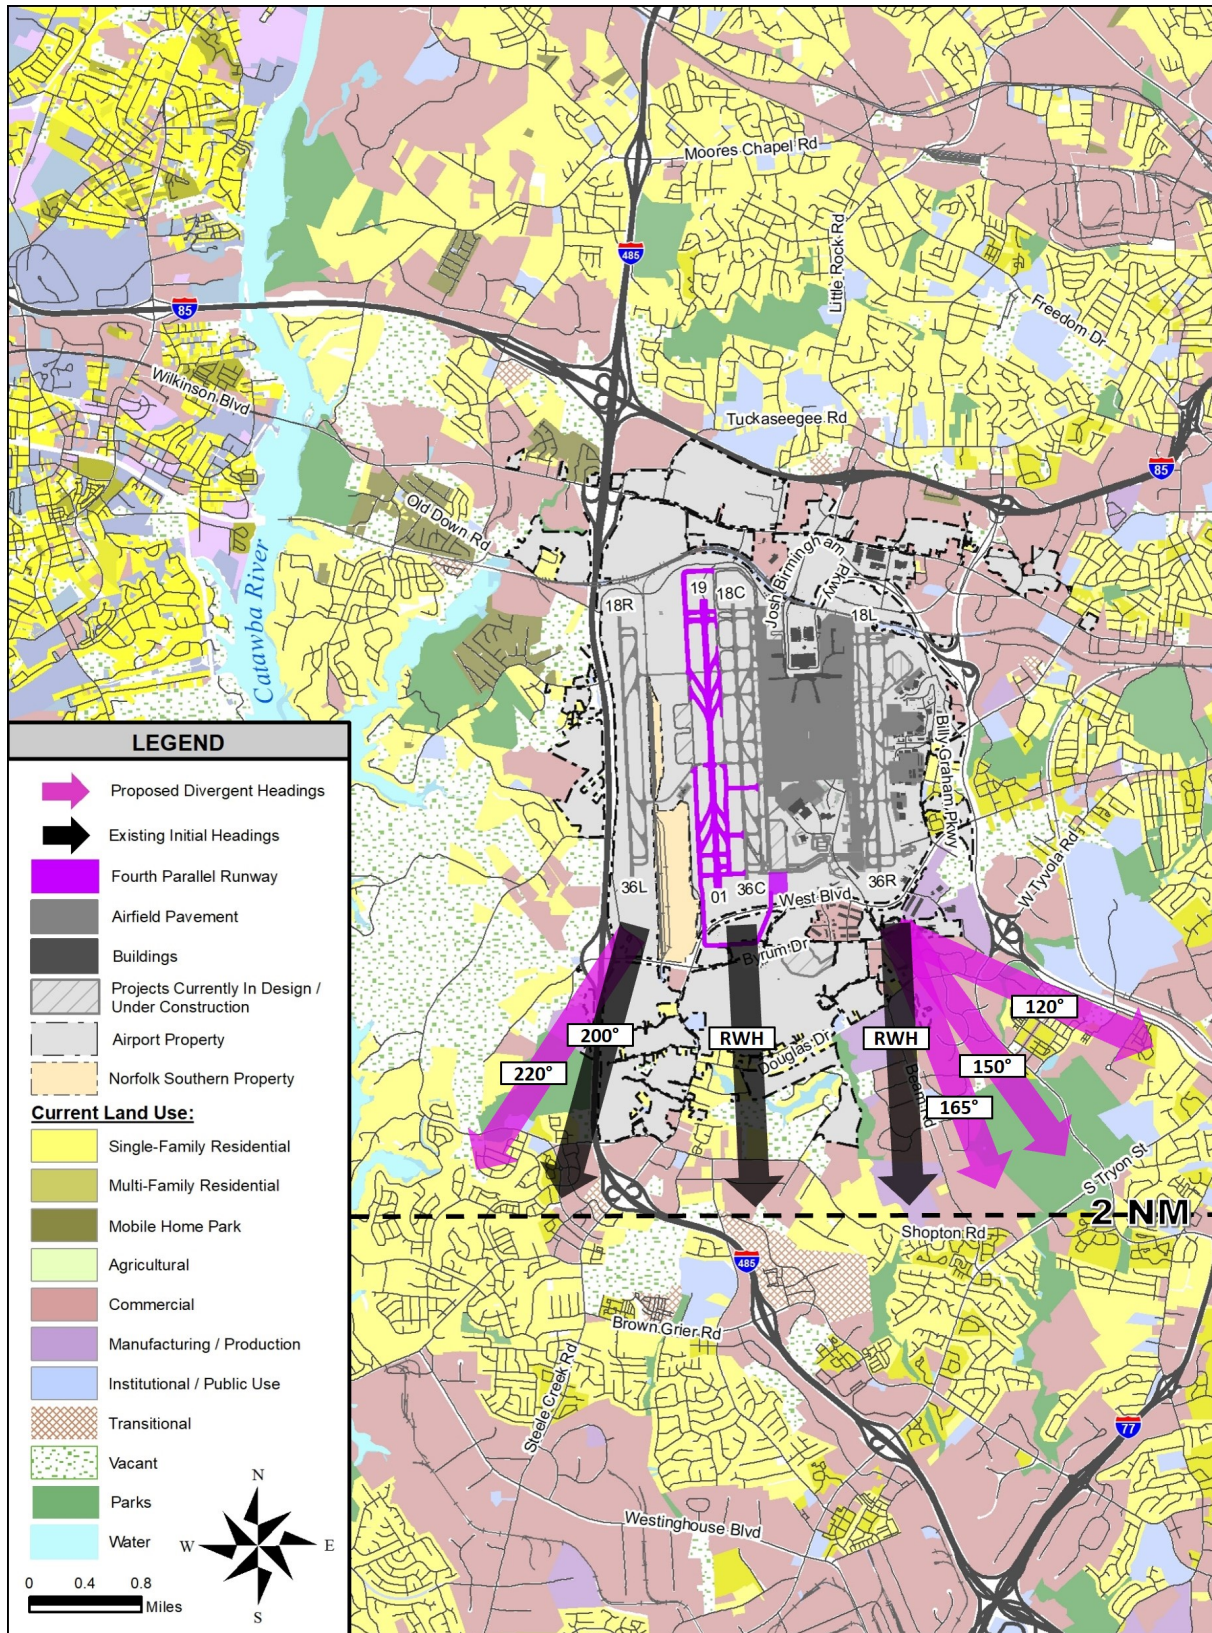 Moores Chapel Rd
Little Rock Rd
485
85
Freedom Dr
Wilkinson Blvd
Tuckaseegee Rd
85
Old Down Rd
Catawba River
Josh Birmingham Pkwy
18R
19
18C
18L
Billy Graham Pkwy
W Tyvola Rd
36L
01
36C
36R
West Blvd
Byrum Dr
120°
200°
RWH
RWH
Douglas Dr
220°
150°
Beam Rd
165°
S Tryon St
2 NM
Shopton Rd
485
Brown Grier Rd
Steele Creek Rd
77
Westinghouse Blvd
LEGEND
Proposed Divergent Headings
Existing Initial Headings
Fourth Parallel Runway
Airfield Pavement
Buildings
Projects Currently In Design /
Under Construction
Airport Property
Norfolk Southern Property
Current Land Use:
Single-Family Residential
Multi-Family Residential
Mobile Home Park
Agricultural
Commercial
Manufacturing / Production
Institutional / Public Use
Transitional
Vacant
Parks
Water
N
W
E
S
0 0.4 0.8
Miles